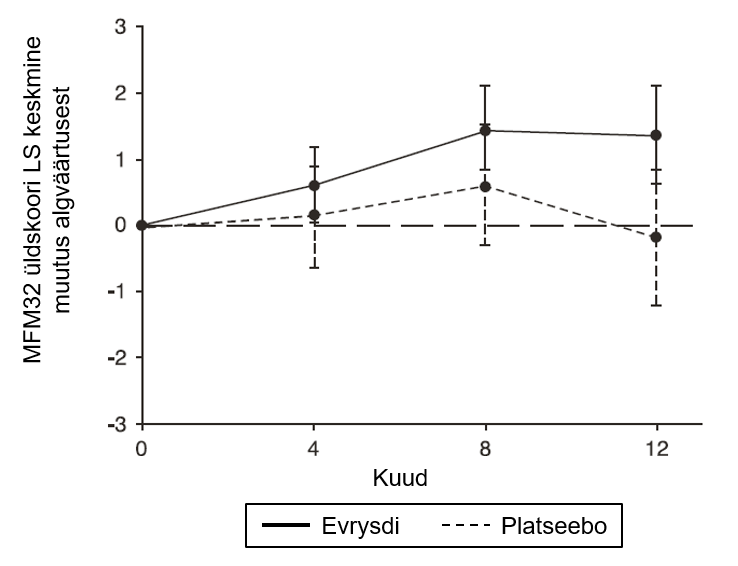 MFM32 üldskoori LS keskmine
muutus algväärtusest
3
2
1
0
-1
-2
-3
0 4 8 12
Kuud
Evrysdi Platseebo